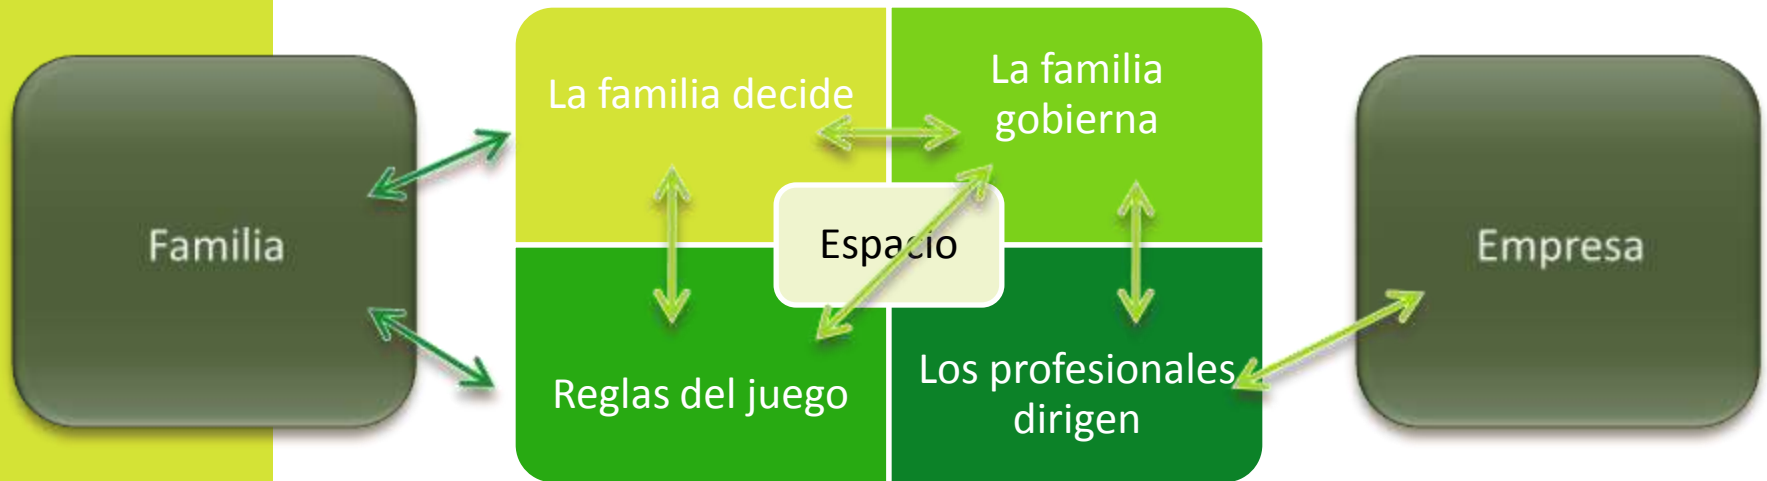 Familia
La familia decide
La familia
gobierna
Espacio
Reglas del juego
Los profesionales
dirigen
Empresa